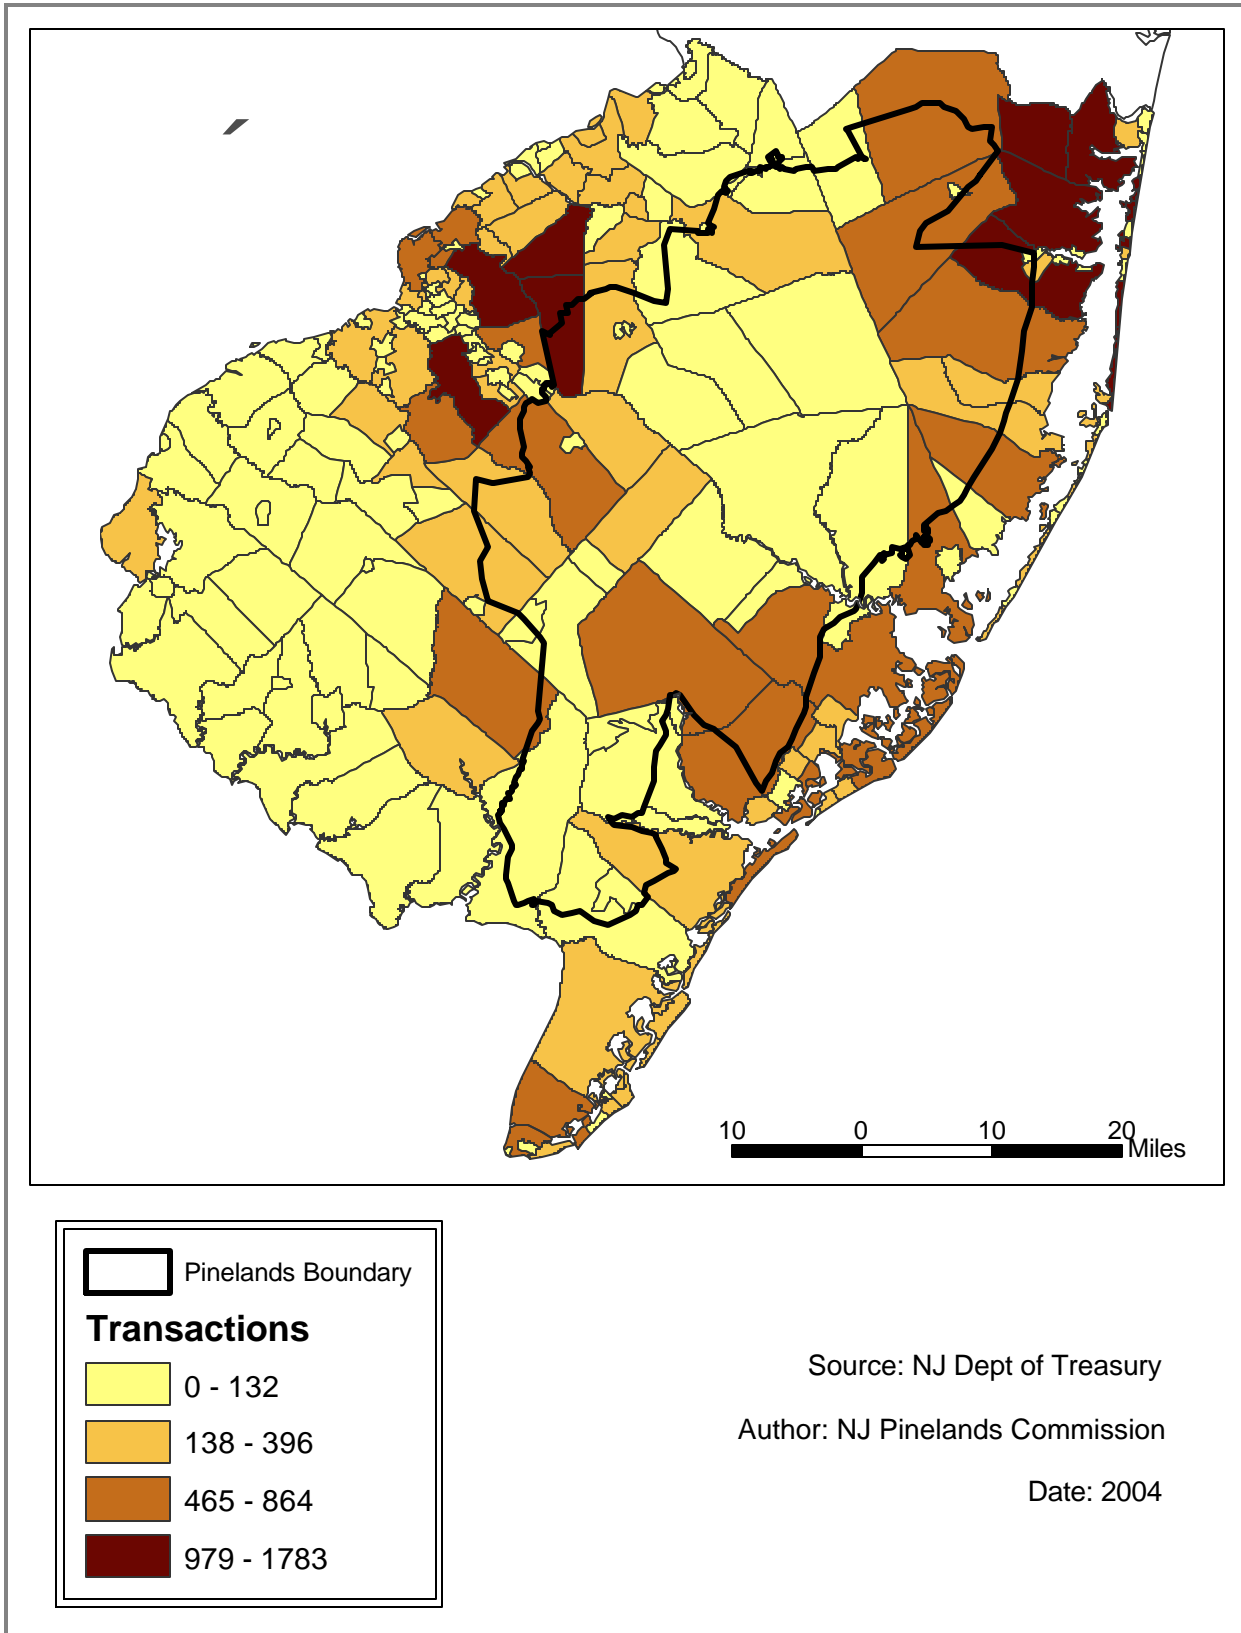 10 0 10 20
Miles
Pinelands Boundary
Transactions
0 - 132
138 - 396
465 - 864
979 - 1783
Source: NJ Dept of Treasury
Author: NJ Pinelands Commission
Date: 2004